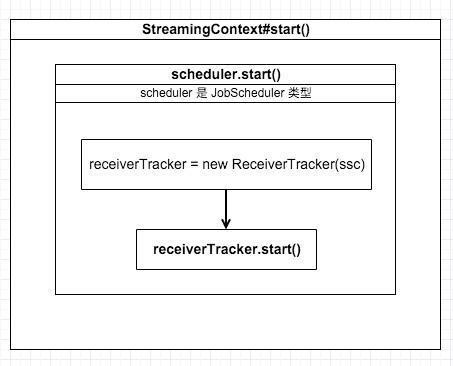 StreamingContext#start()
scheduler.start()
scheduler 是 JobScheduler 类型
receiverTracker = new ReceiverTracker(ssc)
receiverTracker.start()